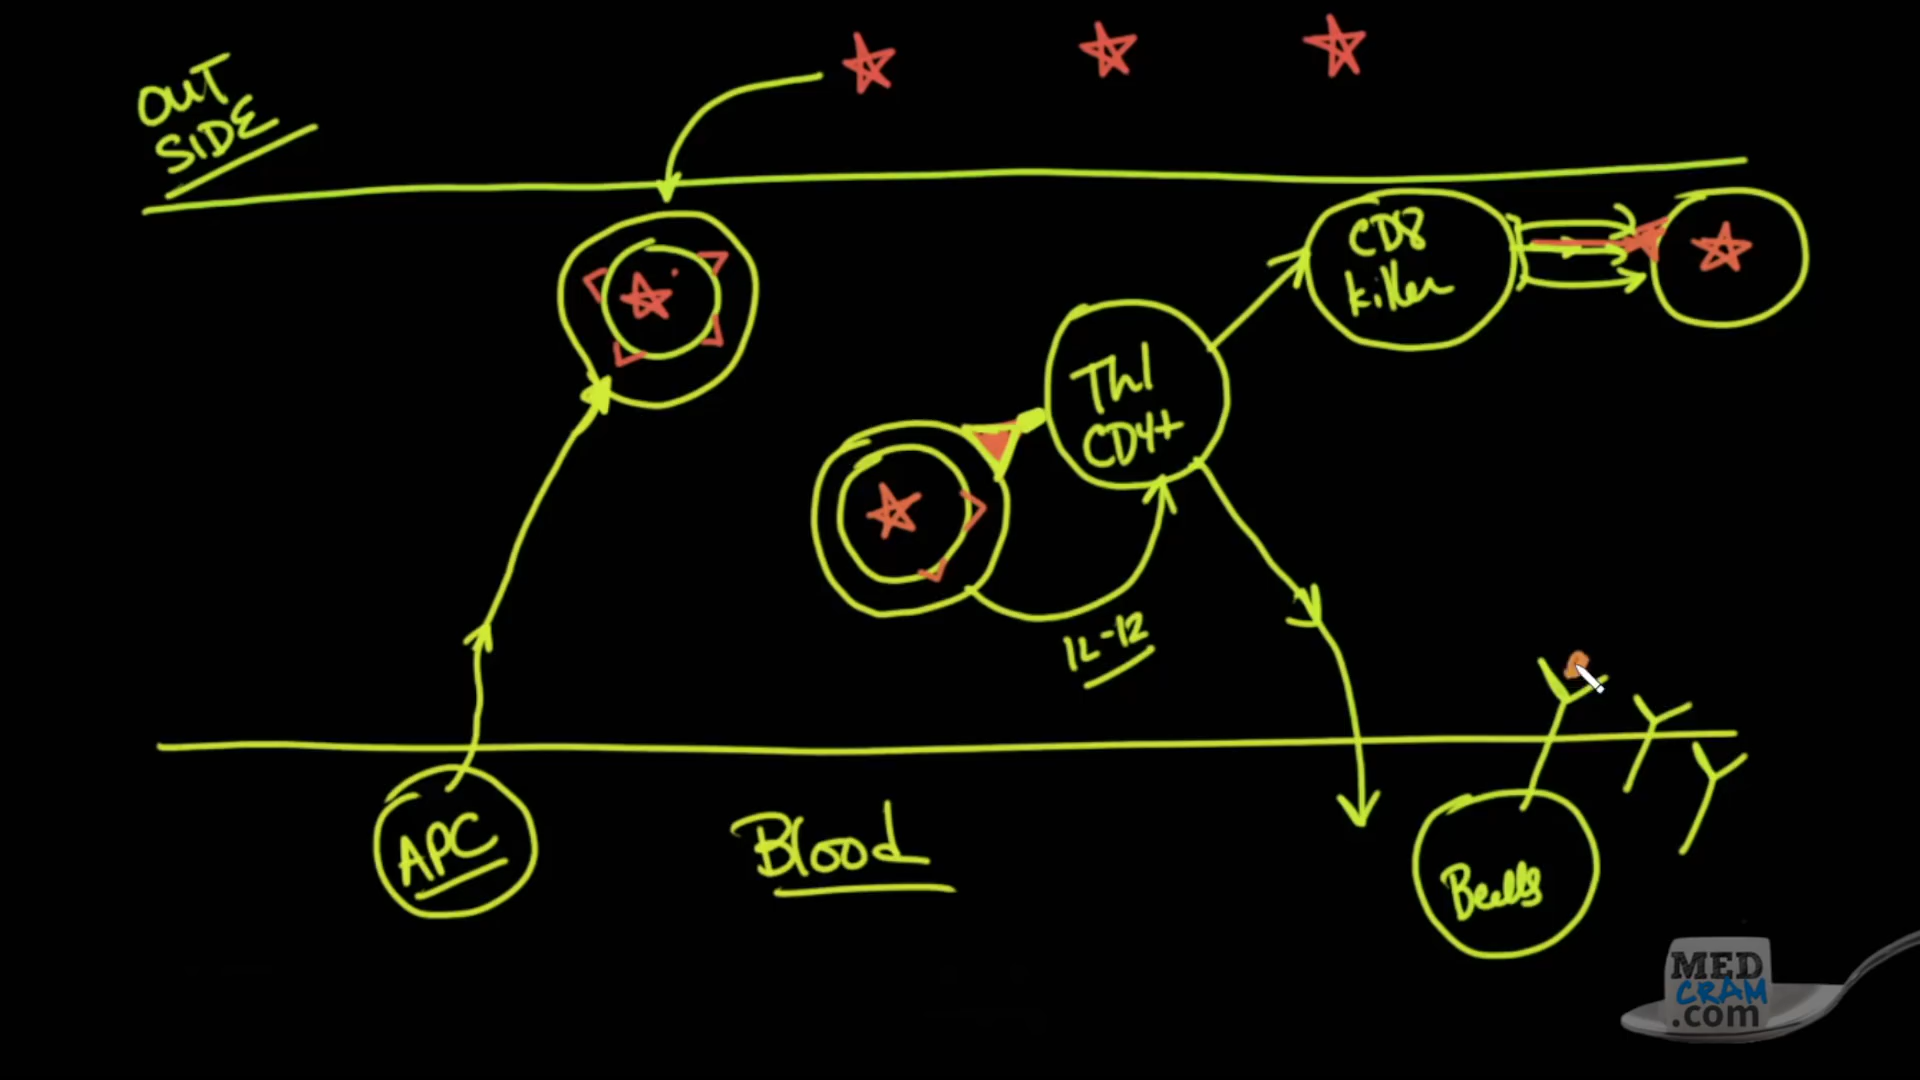 OUT
SIDE
CD8
killer
Th1
CD4+
IL-12
APC
Blood
Bcells
MED
CRAM
.com